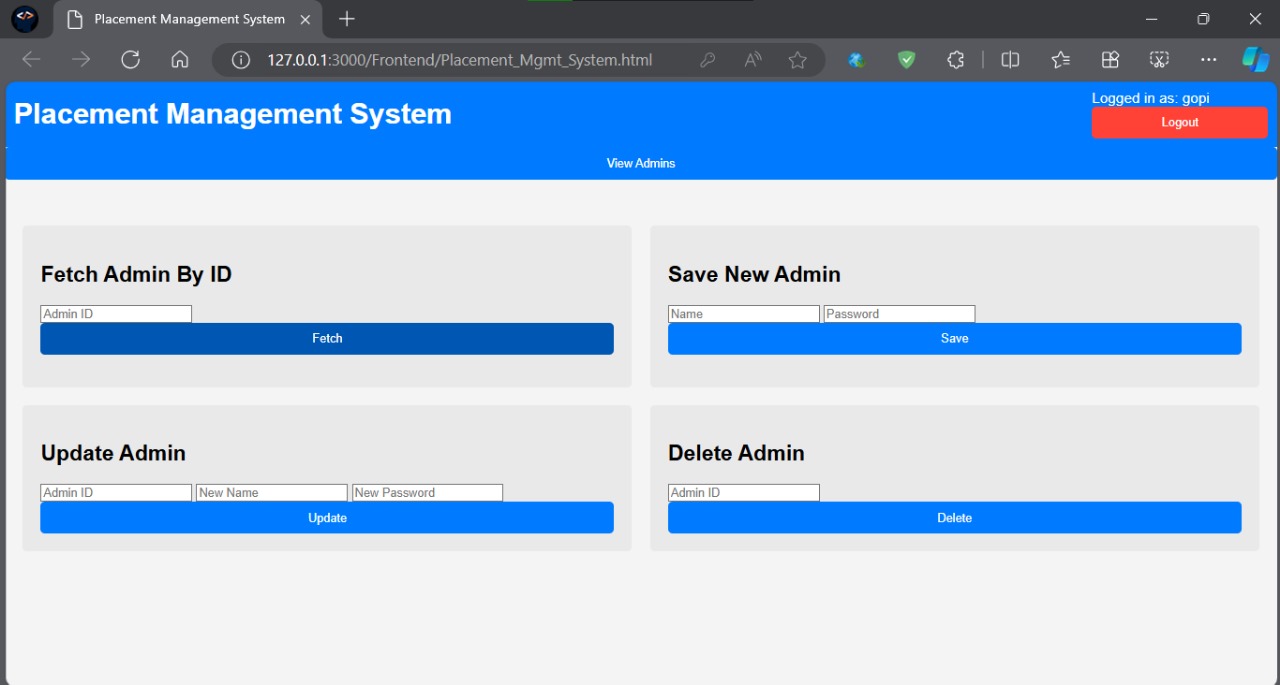 Placement Management System
127.0.0.1:3000/Frontend/Placement_Mgmt_System.html
Placement Management System
Logged in as: gopi
Logout
View Admins
Fetch Admin By ID
Admin ID
Fetch
Save New Admin
Name Password
Save
Update Admin
Admin ID New Name New Password
Update
Delete Admin
Admin ID
Delete